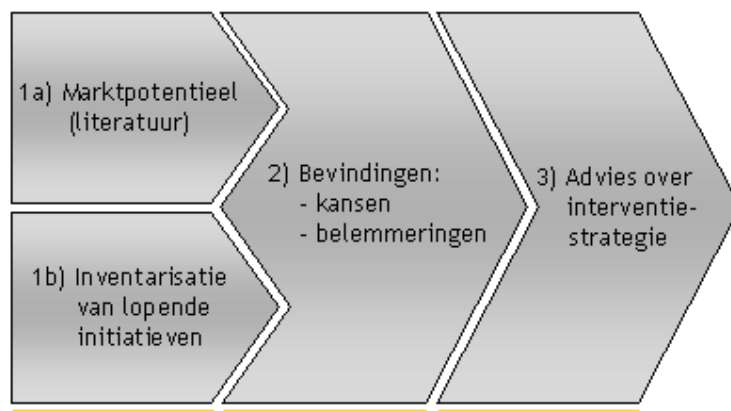 1a) Marktpotentieel
(literatuur)
1b) Inventarisatie
van lopende
initiatieven
2) Bevindingen:
- kansen
- belemmeringen
3) Advies over
interventie-
strategie